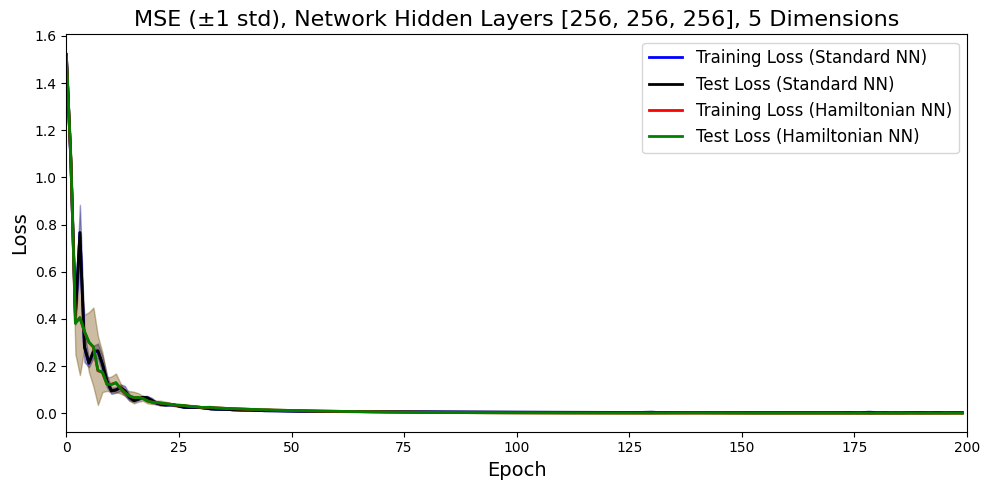 MSE (±1 std), Network Hidden Layers [256, 256, 256], 5 Dimensions
Training Loss (Standard NN)
Test Loss (Standard NN)
Training Loss (Hamiltonian NN)
Test Loss (Hamiltonian NN)
Loss
1.6
1.4
1.2
1.0
0.8
0.6
0.4
0.2
0.0
0 25 50 75 100 125 150 175 200
Epoch